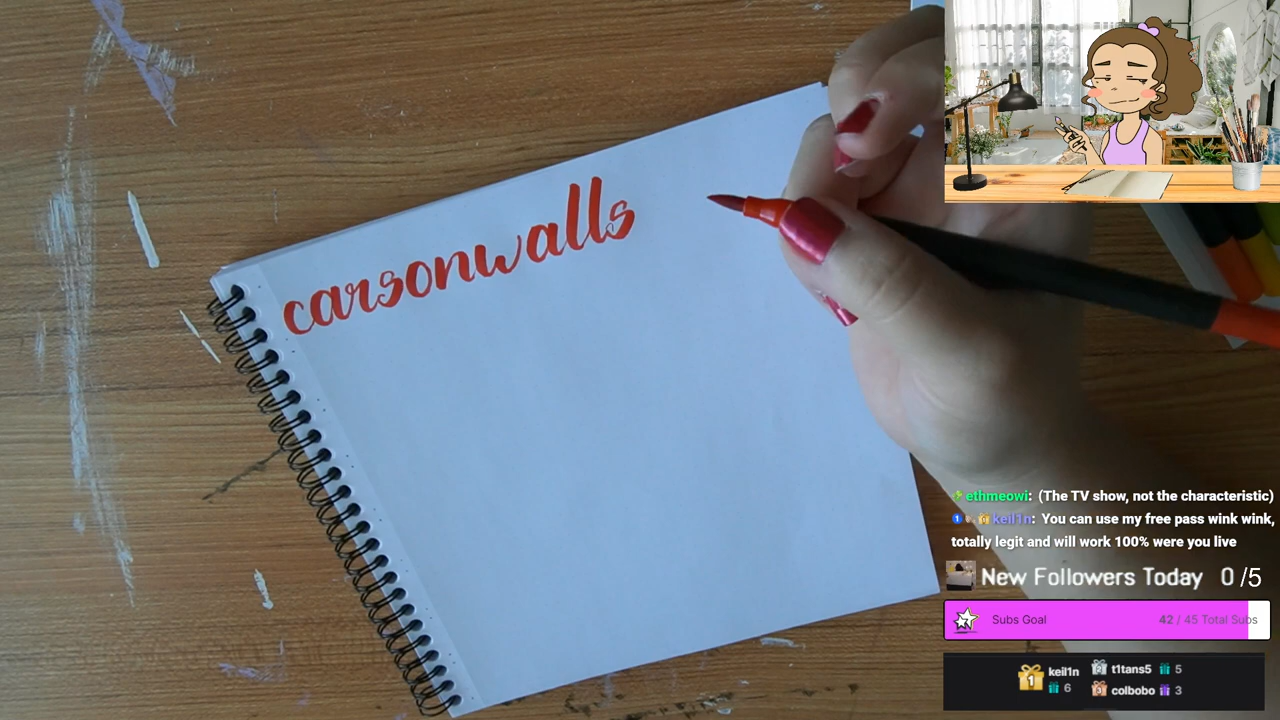 carsonwalls
ethmeowi: (The TV show, not the characteristic)
keil1n: You can use my free pass wink wink,
totally legit and will work 100% were you live
New Followers Today 0 /5
Subs Goal 42 / 45 Total Subs
1 keil1n 6
t1tans5 5
colbobo 3